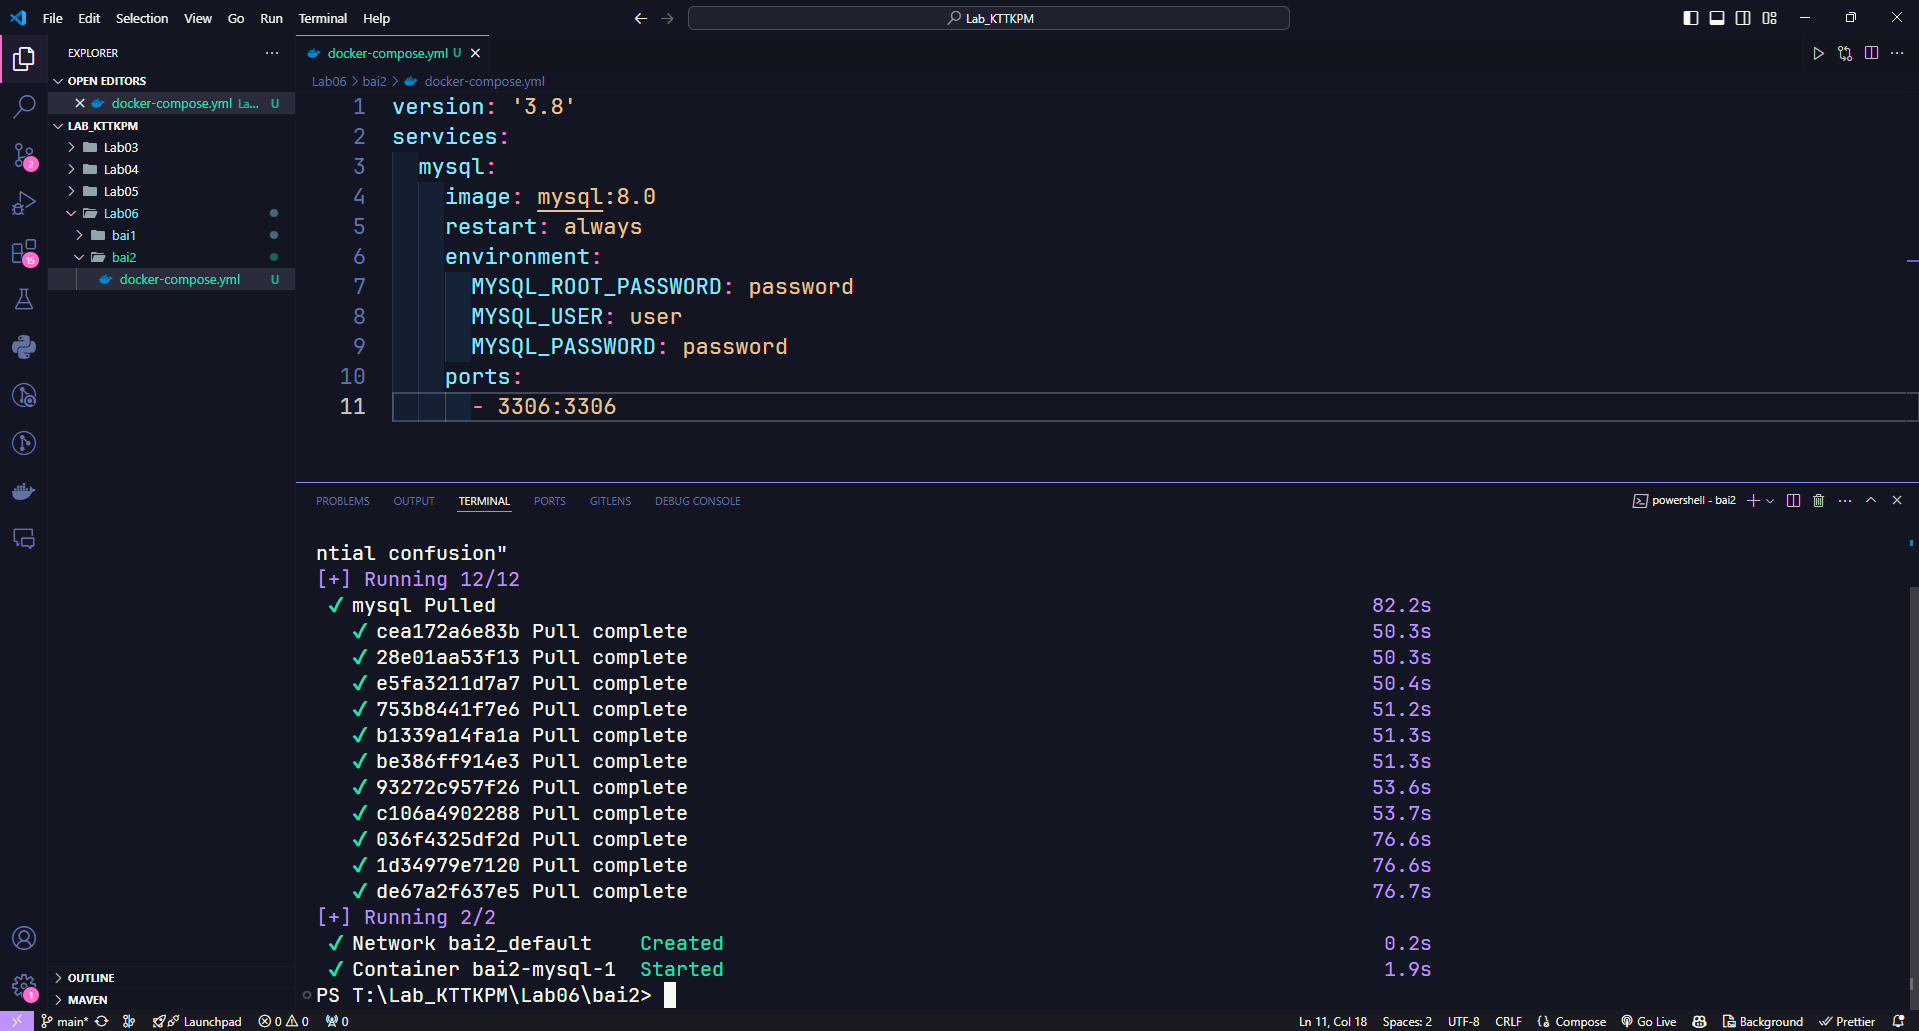 File Edit Selection View Go Run Terminal Help
Lab_KTTKPM
EXPLORER
OPEN EDITORS
docker-compose.yml La... U
LAB_KTTKPM
Lab03
Lab04
Lab05
Lab06
bai1
bai2
docker-compose.yml U
OUTLINE
MAVEN
2
15
1
docker-compose.yml U
Lab06 > bai2 > docker-compose.yml
1 version: '3.8'
2 services:
3 mysql:
4 image: mysql:8.0
5 restart: always
6 environment:
7 MYSQL_ROOT_PASSWORD: password
8 MYSQL_USER: user
9 MYSQL_PASSWORD: password
10 ports:
11 - 3306:3306
PROBLEMS OUTPUT TERMINAL PORTS GITLENS DEBUG CONSOLE
powershell - bai2
ntial confusion"
[+] Running 12/12
✓ mysql Pulled 82.2s
✓ cea172a6e83b Pull complete 50.3s
✓ 28e01aa53f13 Pull complete 50.3s
✓ e5fa3211d7a7 Pull complete 50.4s
✓ 753b8441f7e6 Pull complete 51.2s
✓ b1339a14fa1a Pull complete 51.3s
✓ be386ff914e3 Pull complete 51.3s
✓ 93272c957f26 Pull complete 53.6s
✓ c106a4902288 Pull complete 53.7s
✓ 036f4325df2d Pull complete 76.6s
✓ 1d34979e7120 Pull complete 76.6s
✓ de67a2f637e5 Pull complete 76.7s
[+] Running 2/2
✓ Network bai2_default Created 0.2s
✓ Container bai2-mysql-1 Started 1.9s
PS T:\Lab_KTTKPM\Lab06\bai2>
main* Launchpad 0 0 0 Ln 11, Col 18 Spaces: 2 UTF-8 CRLF Compose Go Live Background Prettier